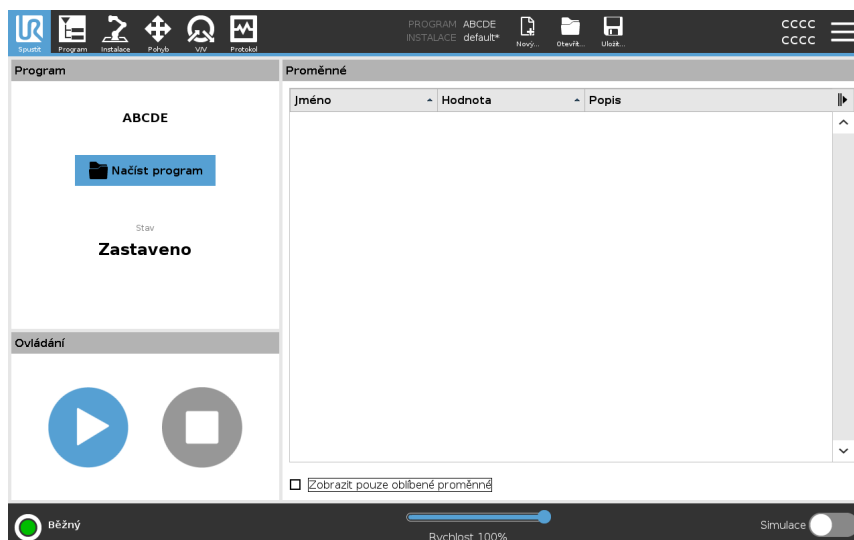 UR
Spustit
Program
Instalace
Pohyb
V/V
Protokol
PROGRAM ABCDE
INSTALACE default*
Nový...
Otevřít...
Uložit...
CCCC
CCCC
Program
ABCDE
Načíst program
Stav
Zastaveno
Ovládání
Proměnné
Jméno
Hodnota
Popis
Zobrazit pouze oblíbené proměnné
Běžný
Rychlost 100%
Simulace